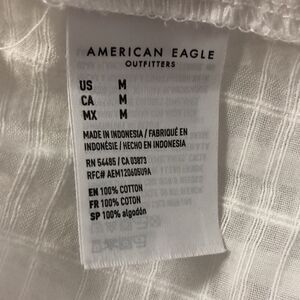 AMERICAN EAGLE
OUTFITTERS
US M
CA M
MX M
MADE IN INDONESIA / FABRIQUÉ EN
INDONÉSIE / HECHO EN INDONESIA
RN 54485 / CA 03873
RFC# AEM120605U9A
EN 100% COTTON
FR 100% COTON
SP 100% algodón